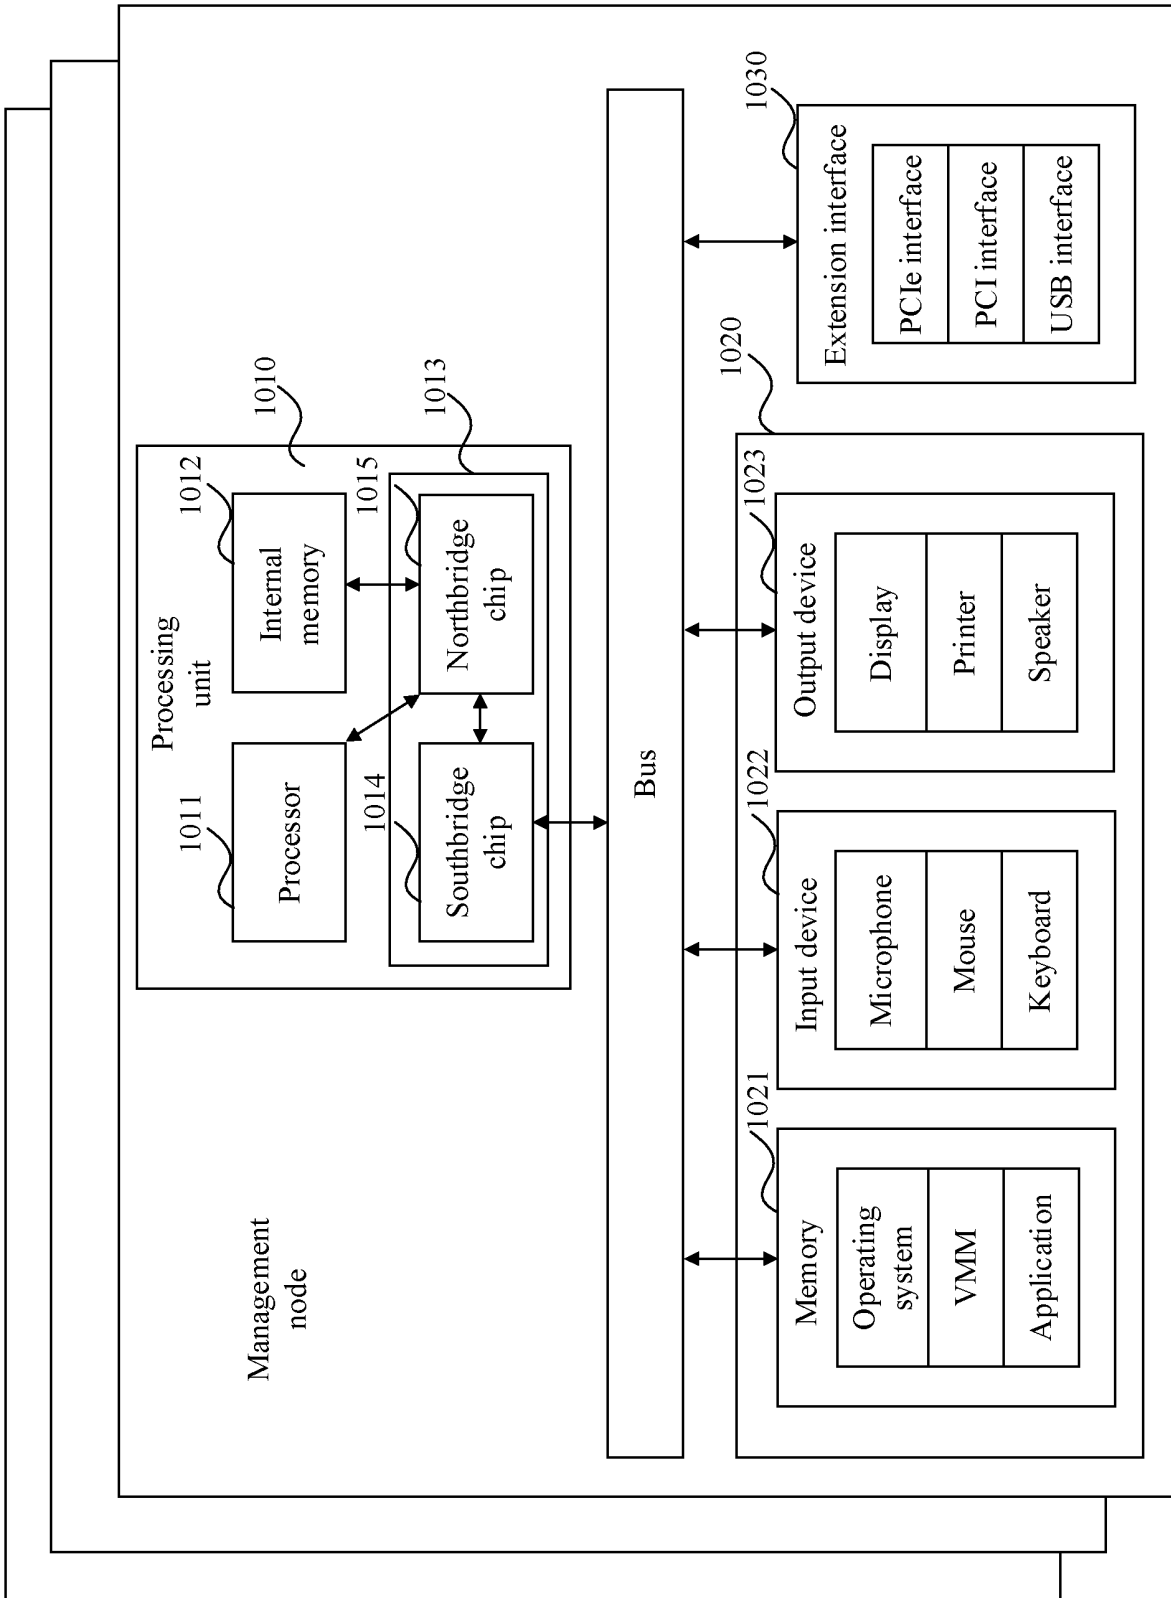 Management
node
Processing
unit
1010
1011
Processor
1012
Internal
memory
1013
1014
Southbridge
chip
1015
Northbridge
chip
Bus
1020
1021
Memory
Operating
system
VMM
Application
1022
Input device
Microphone
Mouse
Keyboard
1023
Output device
Display
Printer
Speaker
1030
Extension interface
PCIe interface
PCI interface
USB interface